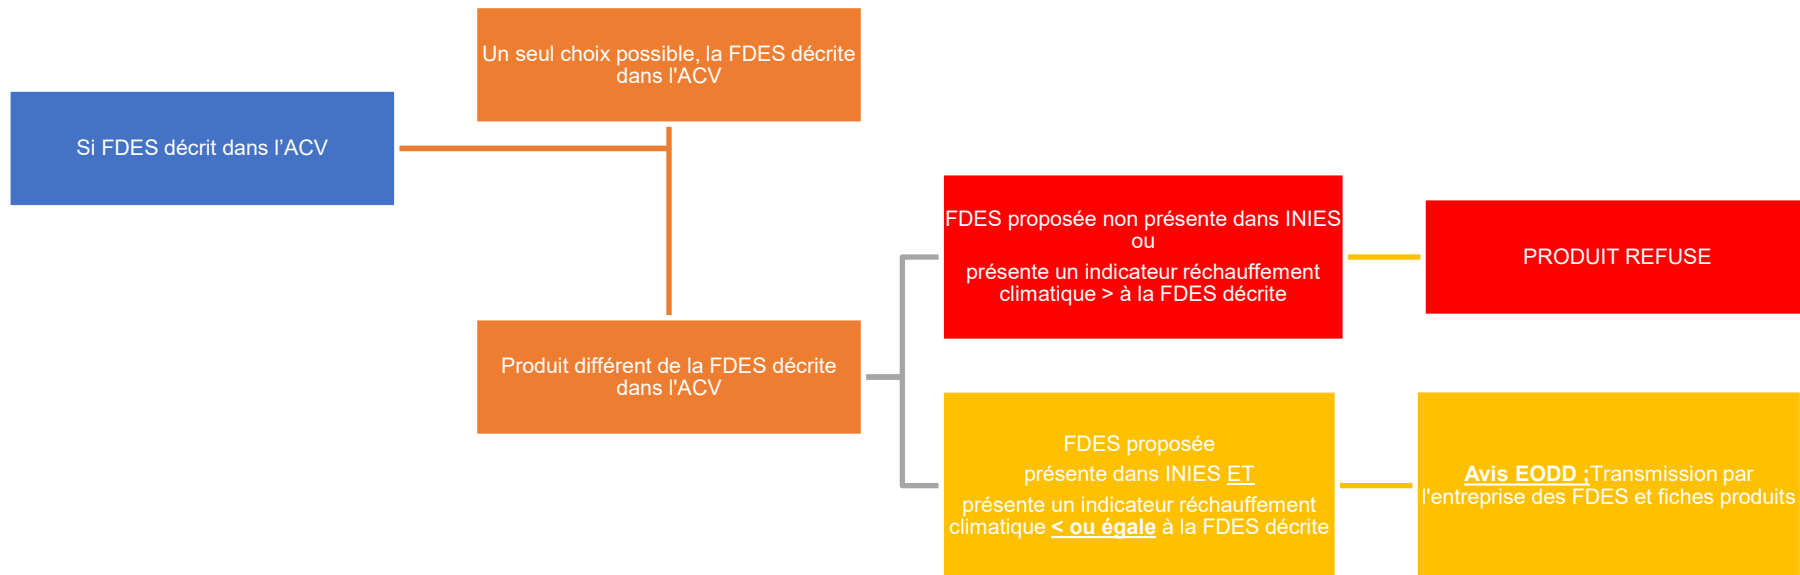 Un seul choix possible, la FDES décrite
dans l'ACV
Si FDES décrit dans l’ACV
FDES proposée non présente dans INIES
ou
présente un indicateur réchauffement
climatique > à la FDES décrite
PRODUIT REFUSE
Produit différent de la FDES décrite
dans l'ACV
FDES proposée
présente dans INIES ET
présente un indicateur réchauffement
climatique < ou égale à la FDES décrite
Avis EODD ;Transmission par
l'entreprise des FDES et fiches produits